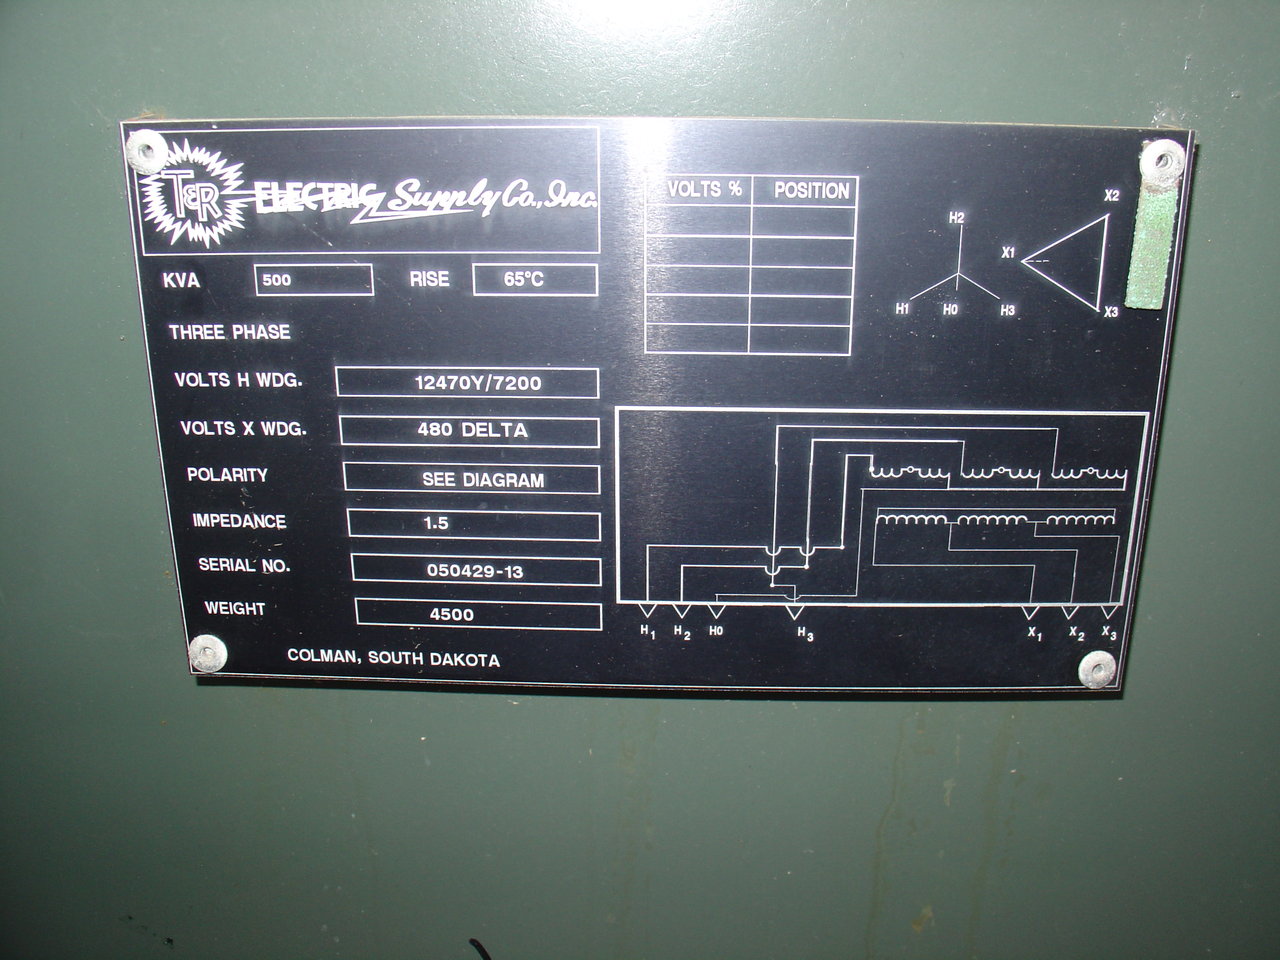 T&R ELECTRIC Supply Co., Inc.
KVA 500 RISE 65°C
THREE PHASE
VOLTS H WDG. 12470Y/7200
VOLTS X WDG. 480 DELTA
POLARITY SEE DIAGRAM
IMPEDANCE 1.5
SERIAL NO. 050429-13
WEIGHT 4500
COLMAN, SOUTH DAKOTA
VOLTS % POSITION
H2
H1 H0 H3
X2
X1
X3
H1 H2 H0 H3 X1 X2 X3